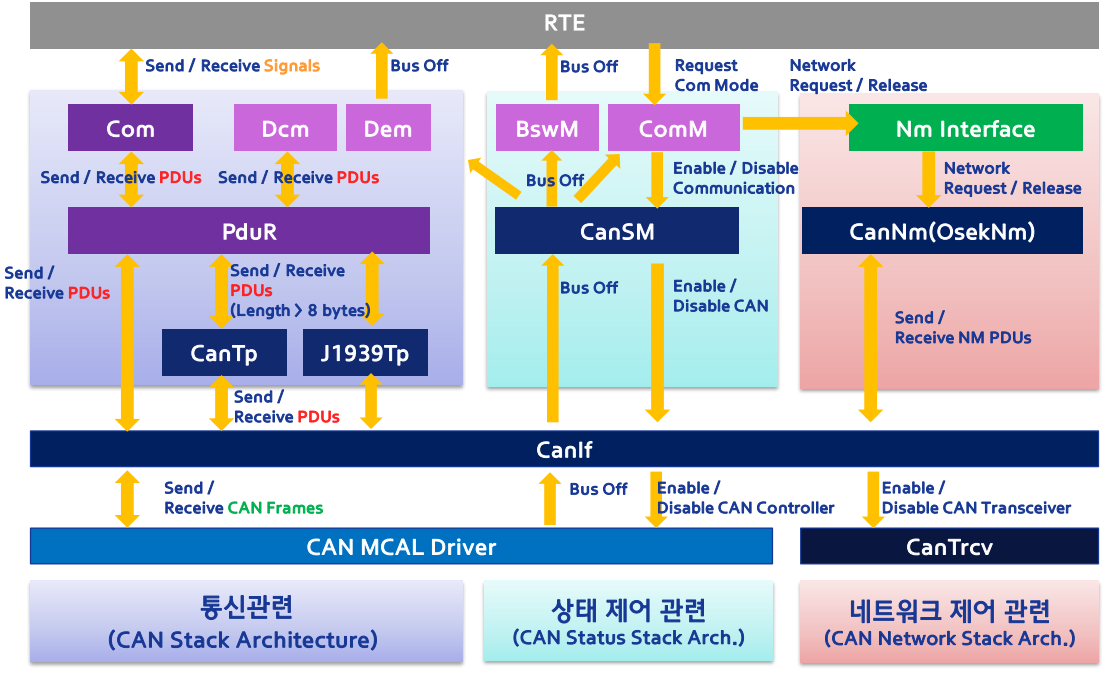 RTE
Send / Receive Signals
Bus Off
Bus Off
Request
Com Mode
Network
Request / Release
Com
Dcm
Dem
BswM
ComM
Nm Interface
Send / Receive PDUs
Send / Receive PDUs
Bus Off
Enable / Disable
Communication
Network
Request / Release
PduR
CanSM
CanNm(OsekNm)
Send /
Receive PDUs
Send / Receive
PDUs
(Length > 8 bytes)
Bus Off
Enable /
Disable CAN
Send /
Receive NM PDUs
CanTp
J1939Tp
Send /
Receive PDUs
CanIf
Send /
Receive CAN Frames
Bus Off
Enable /
Disable CAN Controller
Enable /
Disable CAN Transceiver
CAN MCAL Driver
CanTrcv
통신관련
(CAN Stack Architecture)
상태 제어 관련
(CAN Status Stack Arch.)
네트워크 제어 관련
(CAN Network Stack Arch.)